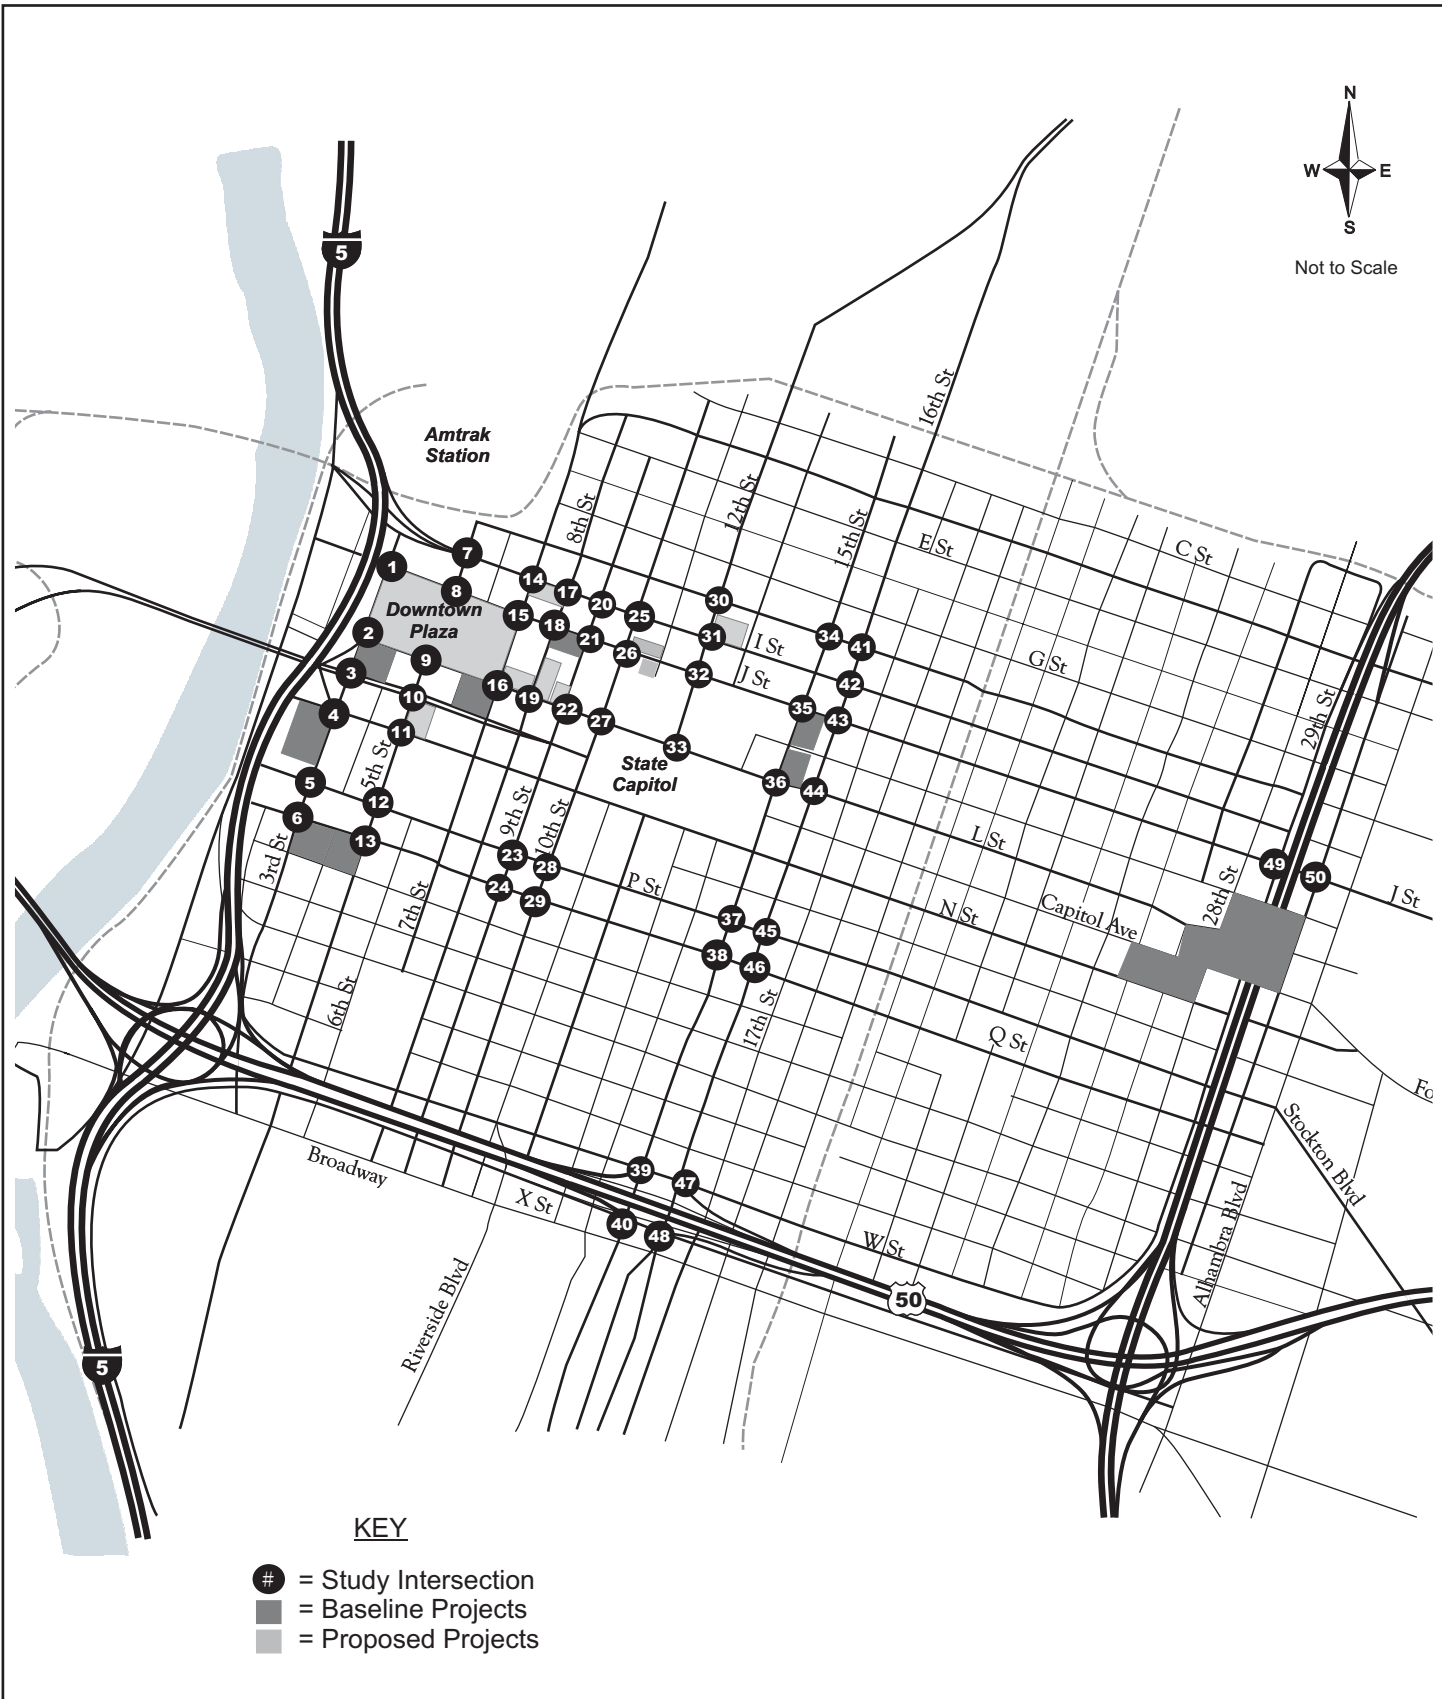 N
W E
S
Not to Scale
5
16th St
Amtrak
Station
8th St
12th St
15th St
E St
C St
7
1
14
8
17
20
30
25
Downtown
Plaza
15
18
2
21
31
34
41
I St
26
G St
9
3
32
J St
42
16
10
19
4
22
35
43
27
11
29th St
33
5th St
State
Capitol
5
36
44
12
9th St
10th St
6
L St
13
3rd St
23
28
49
50
24
P St
28th St
J St
7th St
29
N St
Capitol Ave
37
45
38
46
6th St
17th St
Q St
Fo
Stockton Blvd
Broadway
39
47
X St
40
48
Alhambra Blvd
W St
Riverside Blvd
50
5
KEY
# = Study Intersection
= Baseline Projects
= Proposed Projects